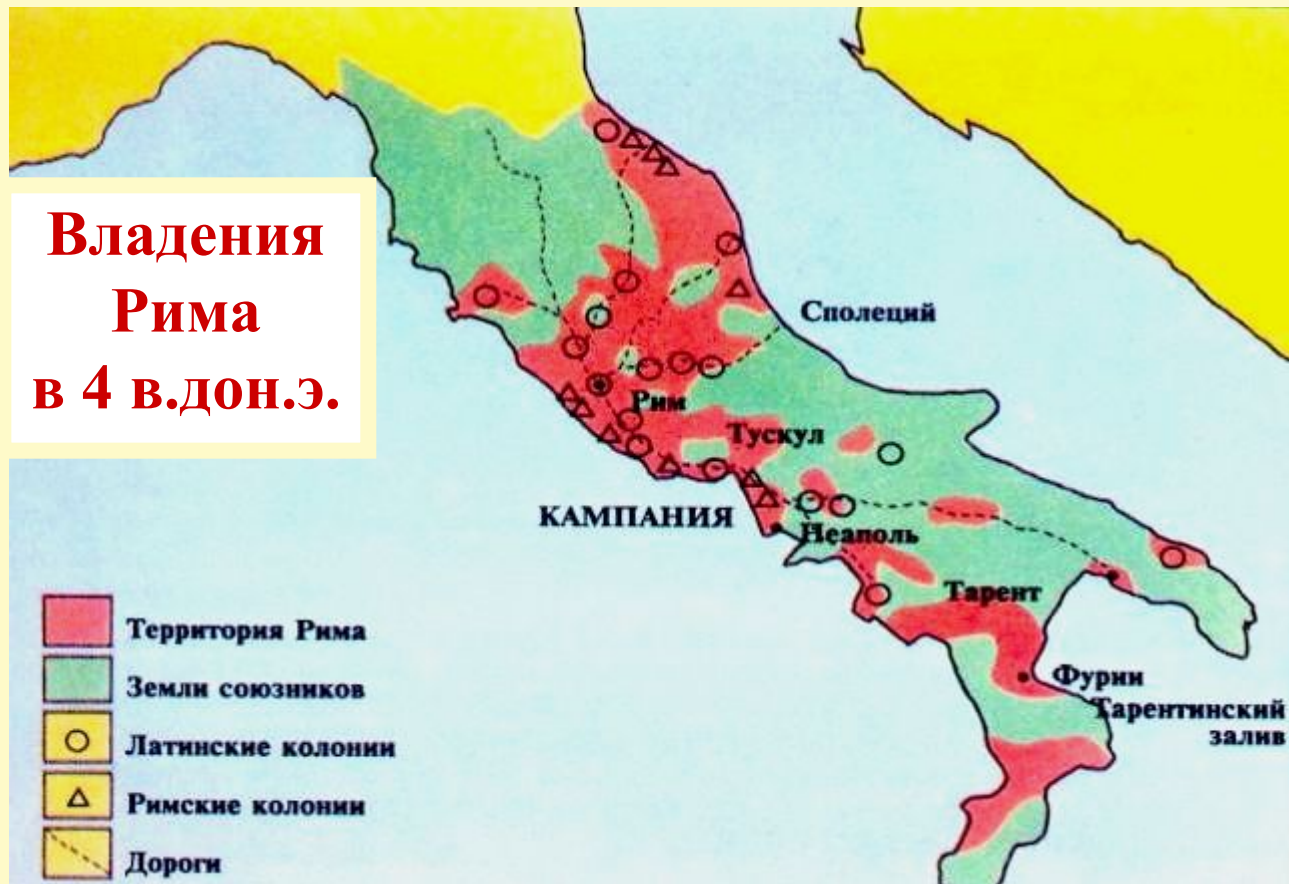 Владения
Рима
в 4 в.дон.э.
Сполеций
Рим
Тускул
КАМПАНИЯ
Неаполь
Тарент
Фурии
Тарентинский
залив
Территория Рима
Земли союзников
Латинские колонии
Римские колонии
Дороги